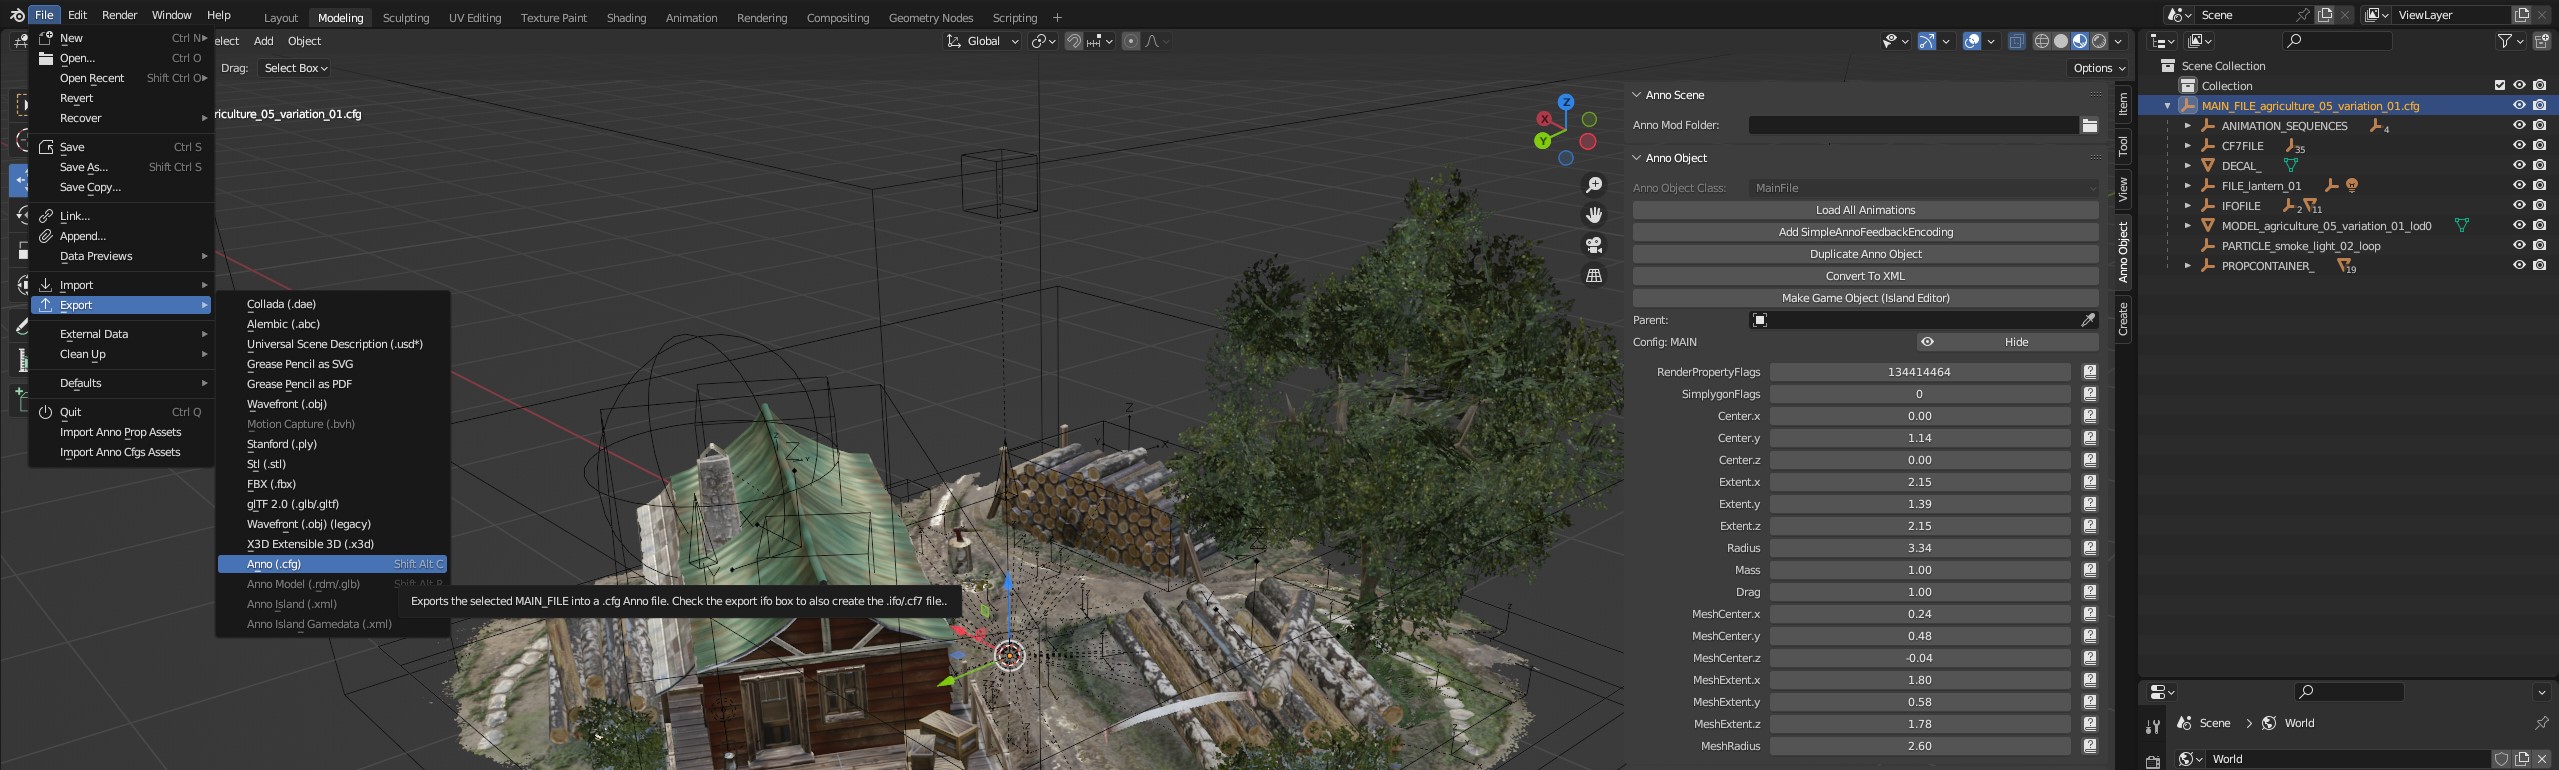 File Edit Render Window Help Layout Modeling Sculpting UV Editing Texture Paint Shading Animation Rendering Compositing Geometry Nodes Scripting + Scene ViewLayer
elect Add Object Global
Drag: Select Box Options
riculture_05_variation_01.cfg
New Ctrl N
Open... Ctrl O
Open Recent Shift Ctrl O
Revert
Recover
Save Ctrl S
Save As... Shift Ctrl S
Save Copy...
Link...
Append...
Data Previews
Import
Export
External Data
Clean Up
Defaults
Quit Ctrl Q
Import Anno Prop Assets
Import Anno Cfgs Assets
Collada (.dae)
Alembic (.abc)
Universal Scene Description (.usd*)
Grease Pencil as SVG
Grease Pencil as PDF
Wavefront (.obj)
Motion Capture (.bvh)
Stanford (.ply)
Stl (.stl)
FBX (.fbx)
glTF 2.0 (.glb/.gltf)
Wavefront (.obj) (legacy)
X3D Extensible 3D (.x3d)
Anno (.cfg) Shift Alt C
Anno Model (.rdm/.glb) Shift Alt R
Anno Island (.xml)
Anno Island Gamedata (.xml)
Exports the selected MAIN_FILE into a .cfg Anno file. Check the export ifo box to also create the .ifo/.cf7 file..
Z
X
Y
Anno Scene
Anno Mod Folder:
Anno Object
Anno Object Class: MainFile
Load All Animations
Add SimpleAnnoFeedbackEncoding
Duplicate Anno Object
Convert To XML
Make Game Object (Island Editor)
Parent:
Config: MAIN Hide
RenderPropertyFlags 134414464
SimplygonFlags 0
Center.x 0.00
Center.y 1.14
Center.z 0.00
Extent.x 2.15
Extent.y 1.39
Extent.z 2.15
Radius 3.34
Mass 1.00
Drag 1.00
MeshCenter.x 0.24
MeshCenter.y 0.48
MeshCenter.z -0.04
MeshExtent.x 1.80
MeshExtent.y 0.58
MeshExtent.z 1.78
MeshRadius 2.60
Item
Tool
View
Anno Object
Create
Scene Collection
Collection
MAIN_FILE_agriculture_05_variation_01.cfg
ANIMATION_SEQUENCES 4
CF7FILE 35
DECAL_
FILE_lantern_01
IFOFILE 2 11
MODEL_agriculture_05_variation_01_lod0
PARTICLE_smoke_light_02_loop
PROPCONTAINER_ 19
Scene > World
World